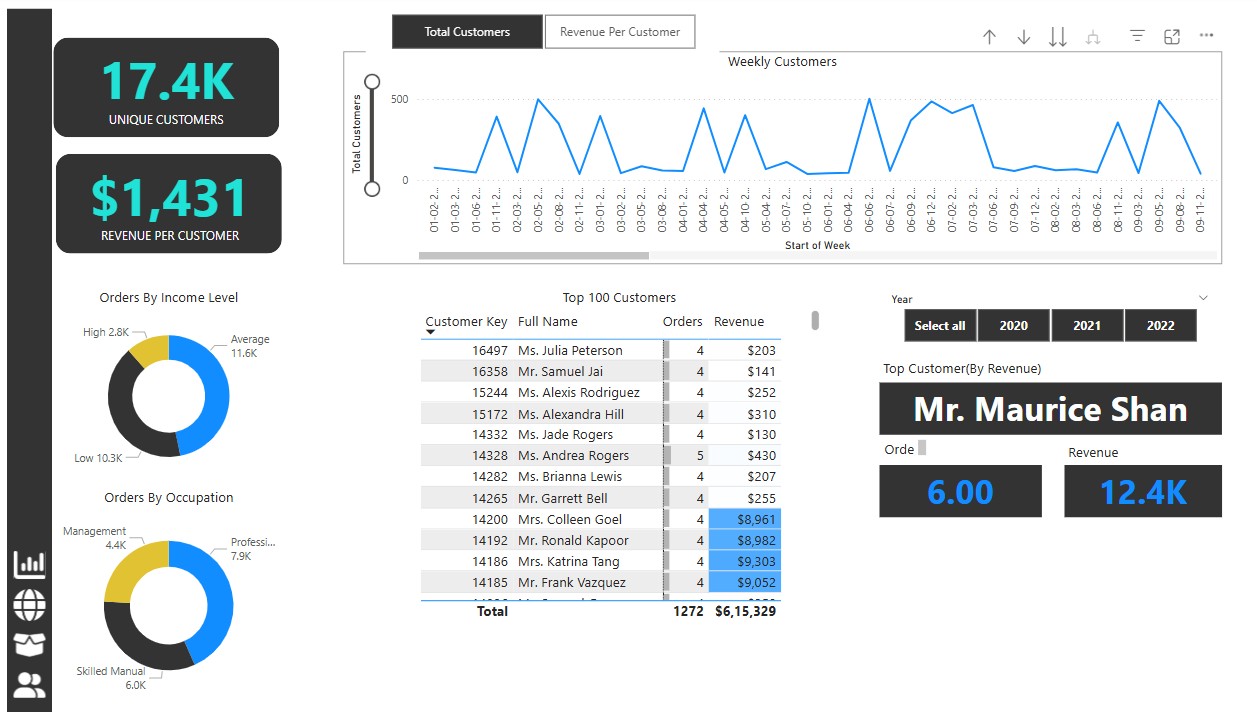 17.4K
UNIQUE CUSTOMERS
$1,431
REVENUE PER CUSTOMER
Orders By Income Level
High 2.8K
Average
11.6K
Low 10.3K
Orders By Occupation
Management
4.4K
Professi...
7.9K
Skilled Manual
6.0K
Total Customers
Revenue Per Customer
Weekly Customers
Total Customers
500
0
01-02-2...
01-03-2...
01-06-2...
01-11-2...
02-03-2...
02-05-2...
02-08-2...
02-11-2...
03-01-2...
03-02-2...
03-05-2...
03-08-2...
04-01-2...
04-04-2...
04-05-2...
04-10-2...
05-04-2...
05-07-2...
05-10-2...
06-01-2...
06-04-2...
06-06-2...
06-09-2...
06-12-2...
07-02-2...
07-03-2...
07-06-2...
07-09-2...
07-12-2...
08-02-2...
08-03-2...
08-06-2...
08-11-2...
09-03-2...
09-05-2...
09-08-2...
09-11-2...
Start of Week
Top 100 Customers
Customer Key Full Name Orders Revenue
16497 Ms. Julia Peterson 4 $203
16358 Mr. Samuel Jai 4 $141
15244 Ms. Alexis Rodriguez 4 $252
15172 Ms. Alexandra Hill 4 $310
14332 Ms. Jade Rogers 4 $130
14328 Ms. Andrea Rogers 5 $430
14282 Ms. Brianna Lewis 4 $207
14265 Mr. Garrett Bell 4 $255
14200 Mrs. Colleen Goel 4 $8,961
14192 Mr. Ronald Kapoor 4 $8,982
14186 Mrs. Katrina Tang 4 $9,303
14185 Mr. Frank Vazquez 4 $9,052
Total 1272 $6,15,329
Year
Select all 2020 2021 2022
Top Customer(By Revenue)
Mr. Maurice Shan
Orde
6.00
Revenue
12.4K